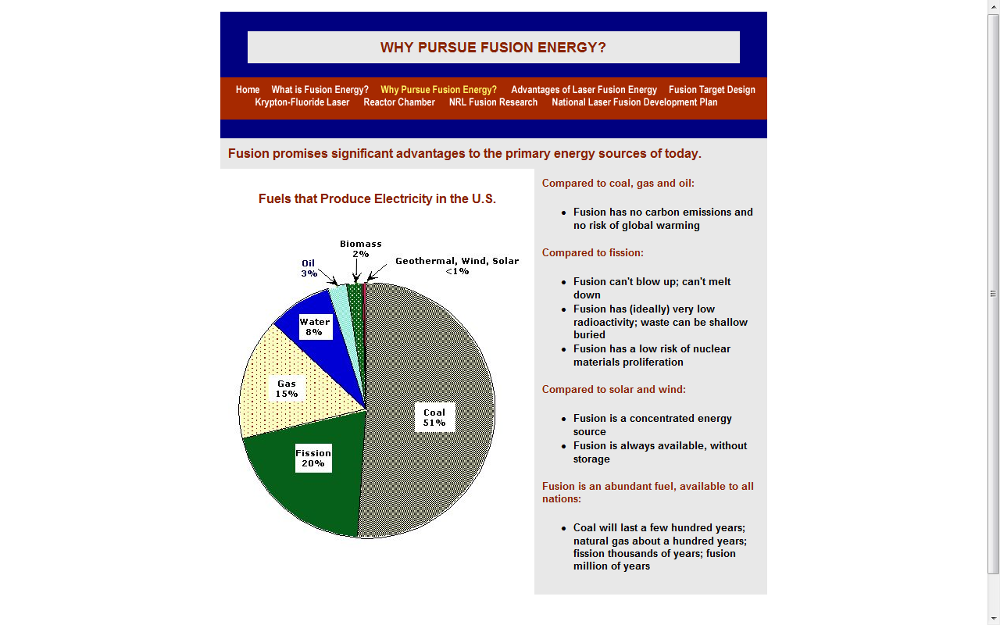 WHY PURSUE FUSION ENERGY?
Home What is Fusion Energy? Why Pursue Fusion Energy? Advantages of Laser Fusion Energy Fusion Target Design
Krypton-Fluoride Laser Reactor Chamber NRL Fusion Research National Laser Fusion Development Plan
Fusion promises significant advantages to the primary energy sources of today.
Fuels that Produce Electricity in the U.S.
Biomass
2%
Geothermal, Wind, Solar
<1%
Oil
3%
Water
8%
Gas
15%
Coal
51%
Fission
20%
Compared to coal, gas and oil:
• Fusion has no carbon emissions and
no risk of global warming
Compared to fission:
• Fusion can't blow up; can't melt
down
• Fusion has (ideally) very low
radioactivity; waste can be shallow
buried
• Fusion has a low risk of nuclear
materials proliferation
Compared to solar and wind:
• Fusion is a concentrated energy
source
• Fusion is always available, without
storage
Fusion is an abundant fuel, available to all
nations:
• Coal will last a few hundred years;
natural gas about a hundred years;
fission thousands of years; fusion
million of years